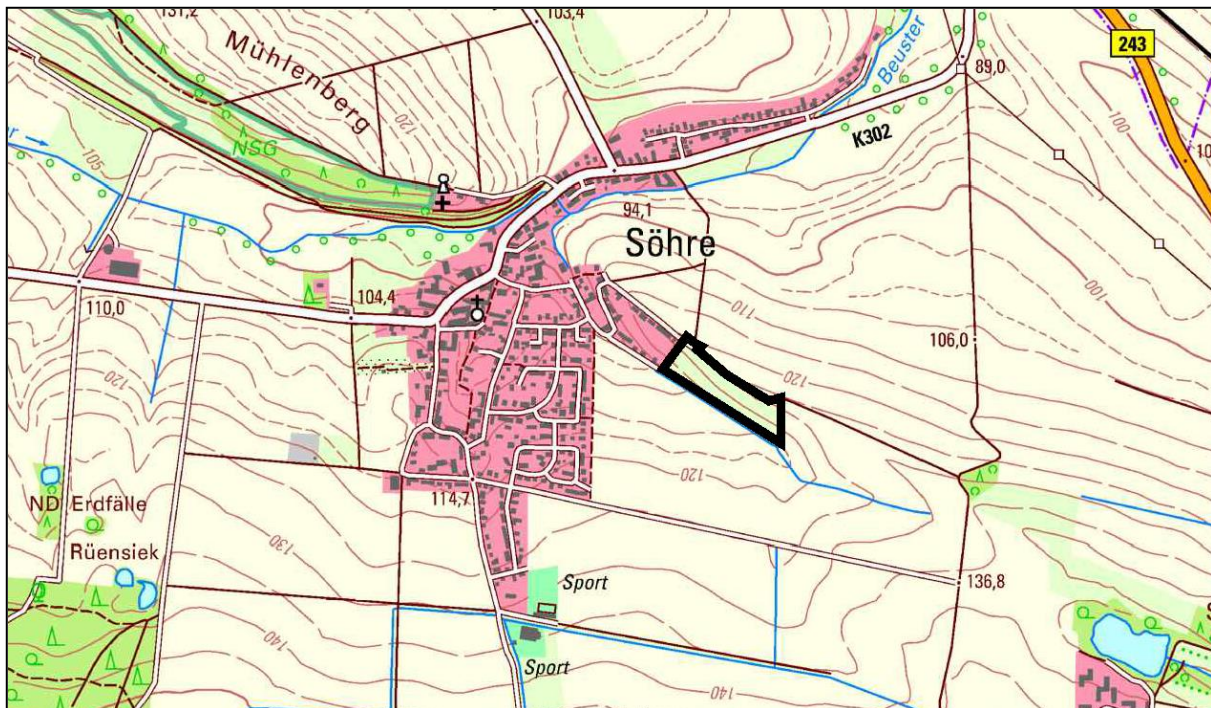 131,2
103,4
Mühlenberg
120
NSG
105
Beuster
89,0
243
100
K302
94,1
Söhre
110,0
104,4
110
106,0
100
120
120
120
114,7
ND Erdfälle
Rüensiek
130
Sport
136,8
140
Sport
140